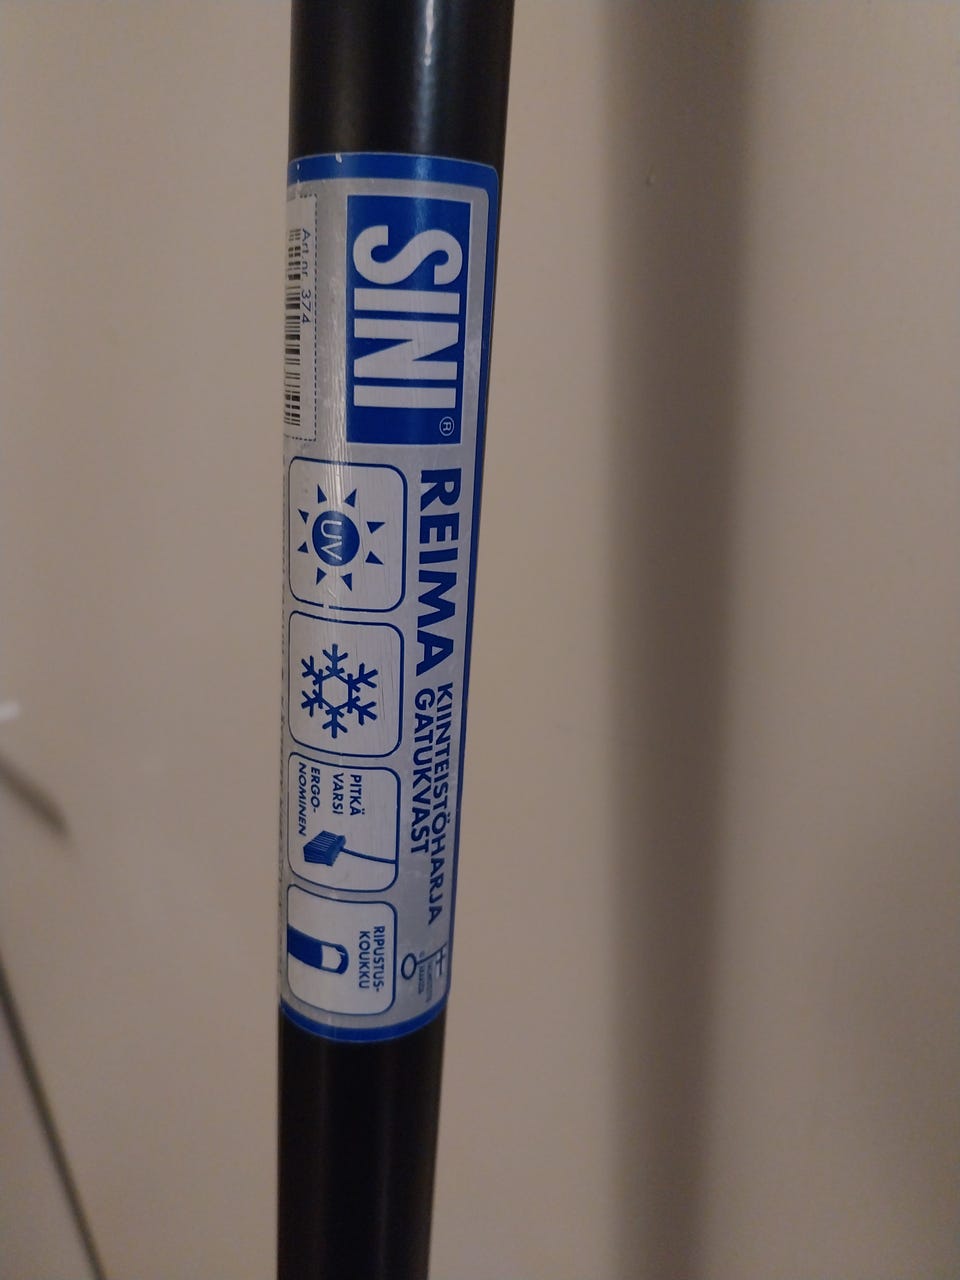 SINI®
REIMA
KIINTEISTÖHARJA
GATUKVAST
Art.nr. 374
UV
PITKÄ
VARSI
ERGO-
NOMINEN
RIPUSTUS-
KOUKKU